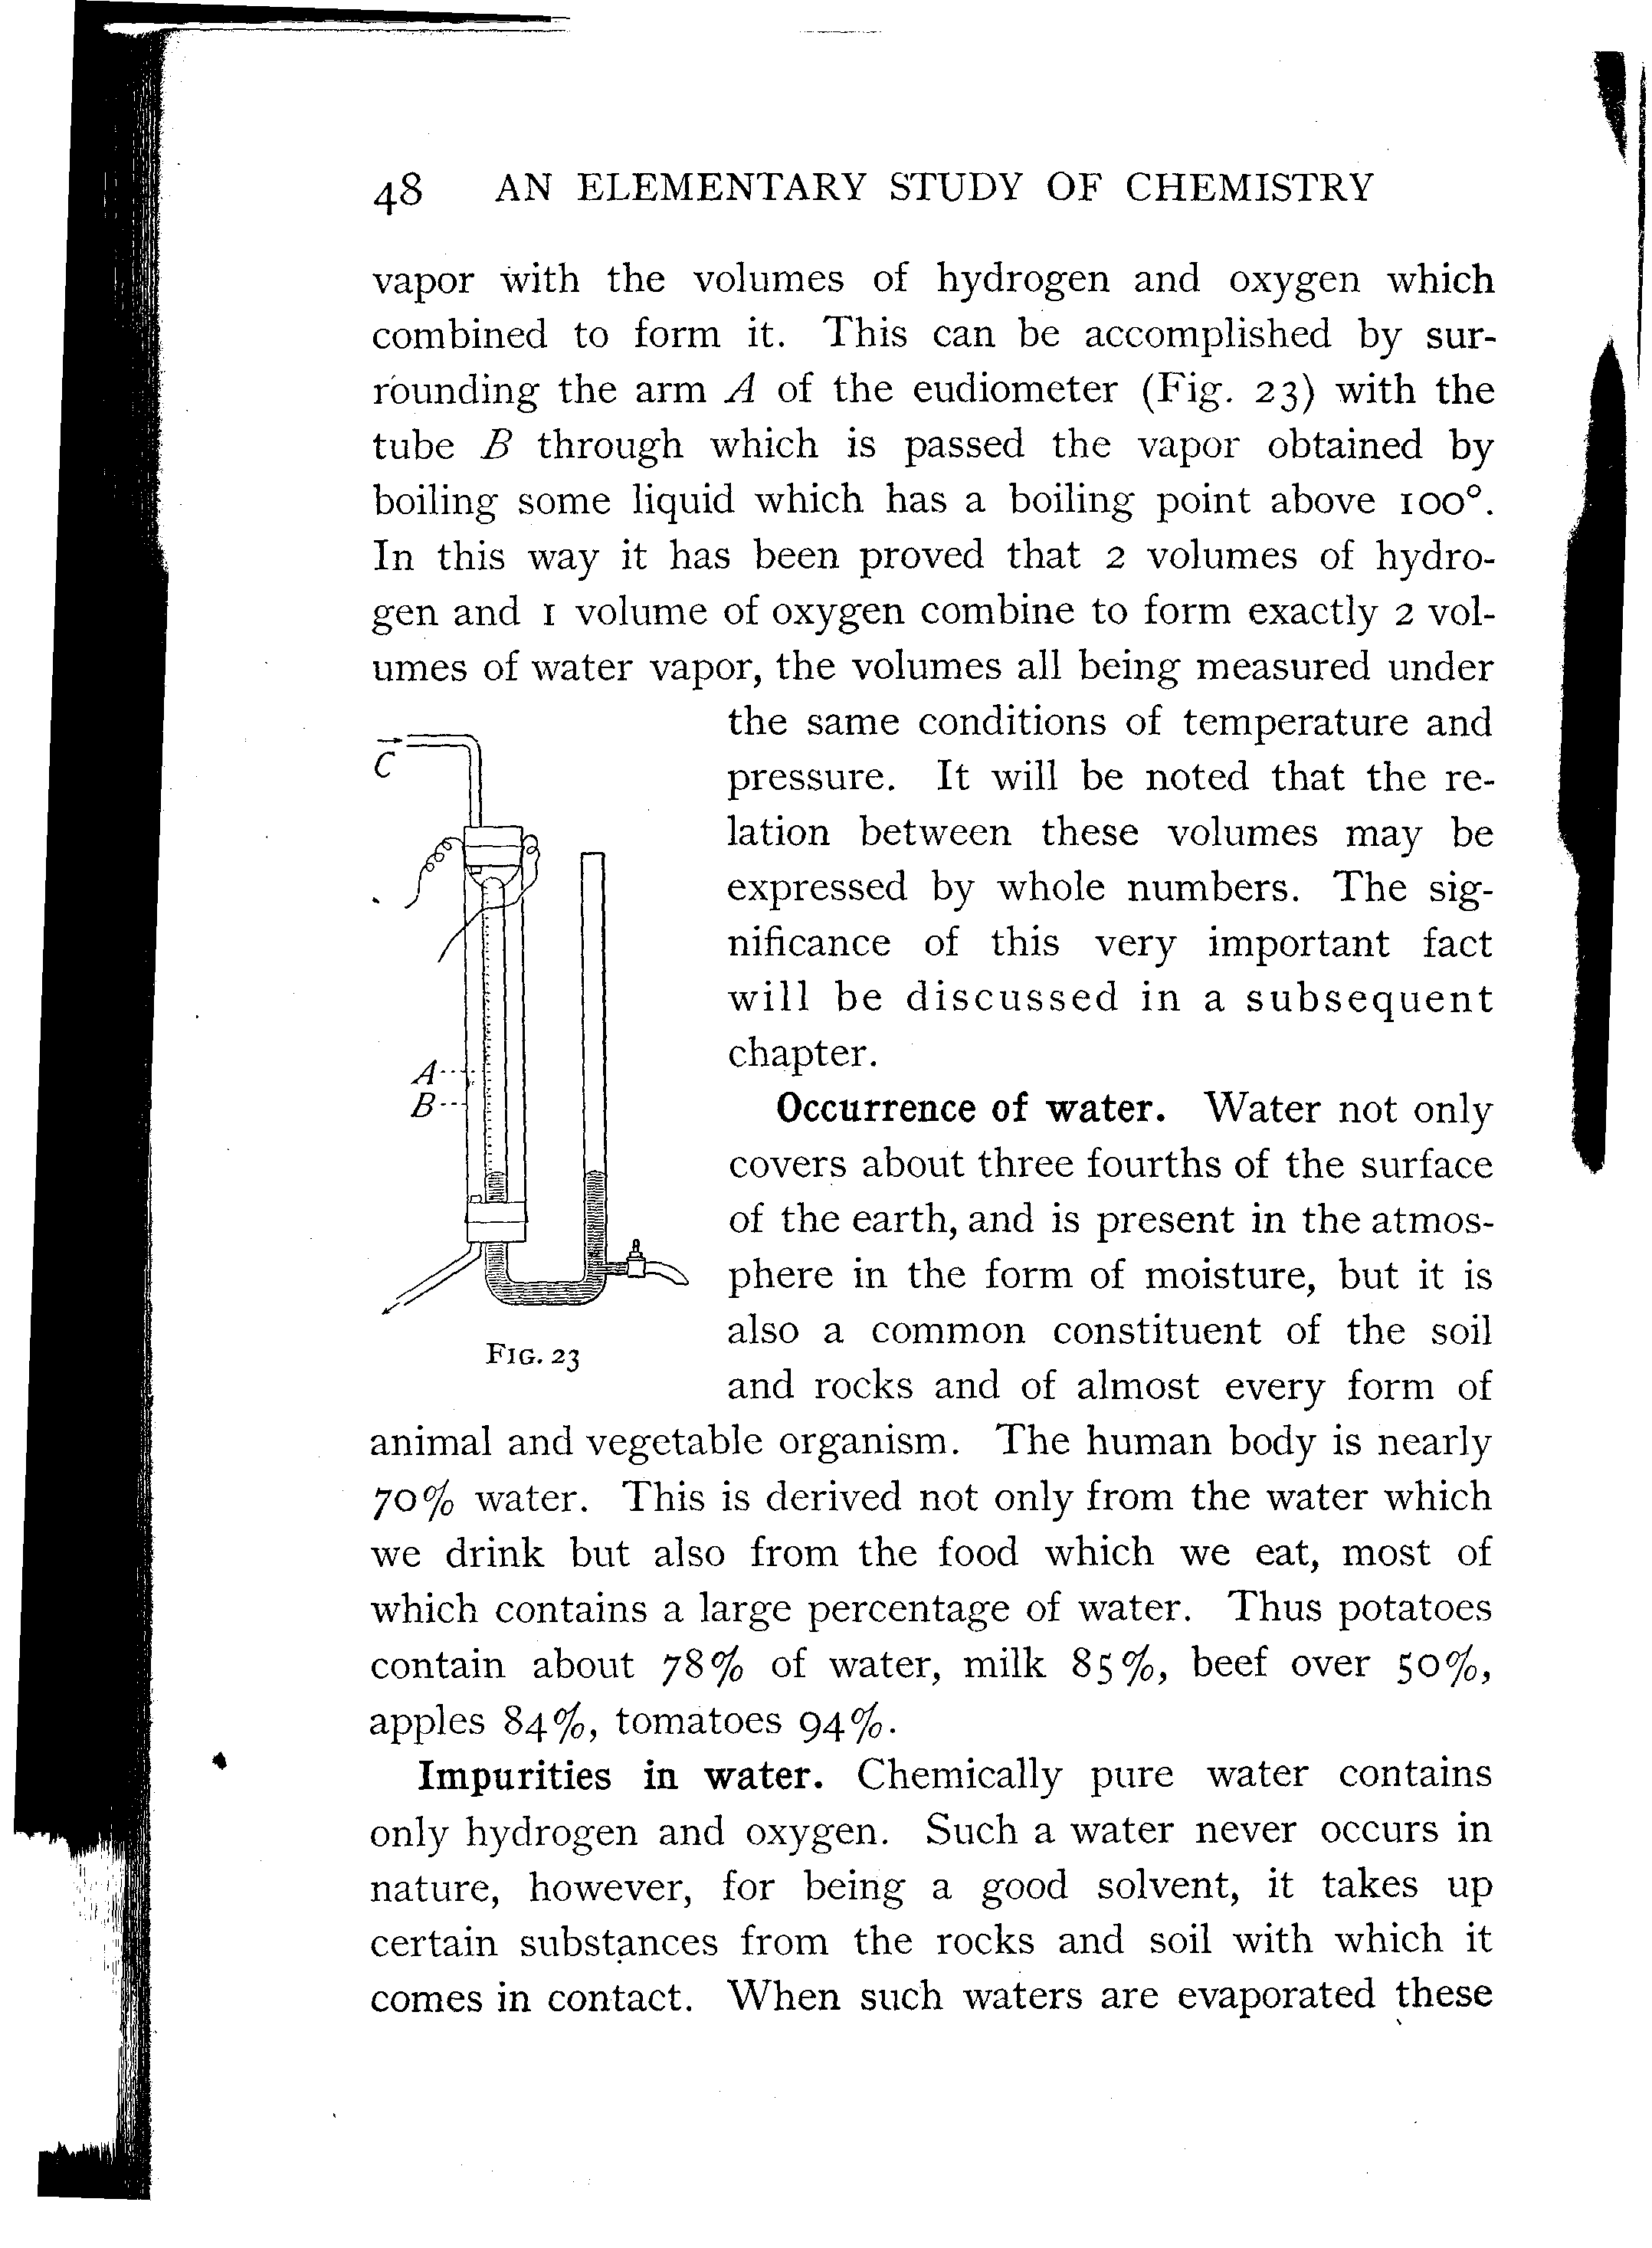 48 AN ELEMENTARY STUDY OF CHEMISTRY
vapor with the volumes of hydrogen and oxygen which
combined to form it. This can be accomplished by sur-
rounding the arm A of the eudiometer (Fig. 23) with the
tube B through which is passed the vapor obtained by
boiling some liquid which has a boiling point above 100°.
In this way it has been proved that 2 volumes of hydro-
gen and 1 volume of oxygen combine to form exactly 2 vol-
umes of water vapor, the volumes all being measured under
the same conditions of temperature and
pressure. It will be noted that the re-
lation between these volumes may be
expressed by whole numbers. The sig-
nificance of this very important fact
will be discussed in a subsequent
chapter.
C
A
B
FIG. 23
Occurrence of water. Water not only
covers about three fourths of the surface
of the earth, and is present in the atmos-
phere in the form of moisture, but it is
also a common constituent of the soil
and rocks and of almost every form of
animal and vegetable organism. The human body is nearly
70% water. This is derived not only from the water which
we drink but also from the food which we eat, most of
which contains a large percentage of water. Thus potatoes
contain about 78% of water, milk 85%, beef over 50%,
apples 84%, tomatoes 94%.
Impurities in water. Chemically pure water contains
only hydrogen and oxygen. Such a water never occurs in
nature, however, for being a good solvent, it takes up
certain substances from the rocks and soil with which it
comes in contact. When such waters are evaporated these